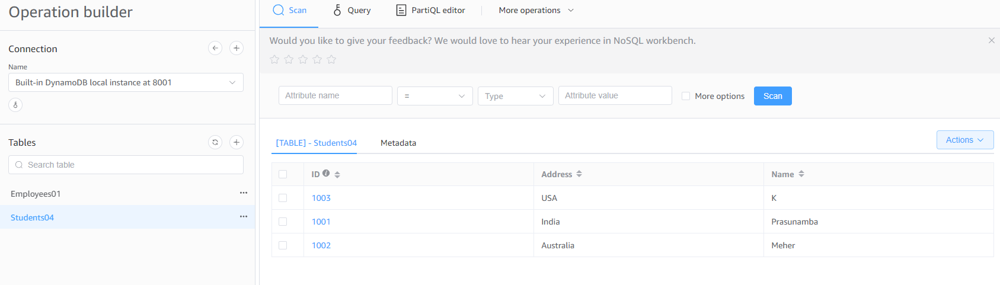 Operation builder
Scan
Query
PartiQL editor
More operations
Would you like to give your feedback? We would love to hear your experience in NoSQL workbench.
Connection
Name
Built-in DynamoDB local instance at 8001
Attribute name
=
Type
Attribute value
More options
Scan
Tables
Search table
Employees01
Students04
[TABLE] - Students04
Metadata
Actions
ID Address Name
1003 USA K
1001 India Prasunamba
1002 Australia Meher